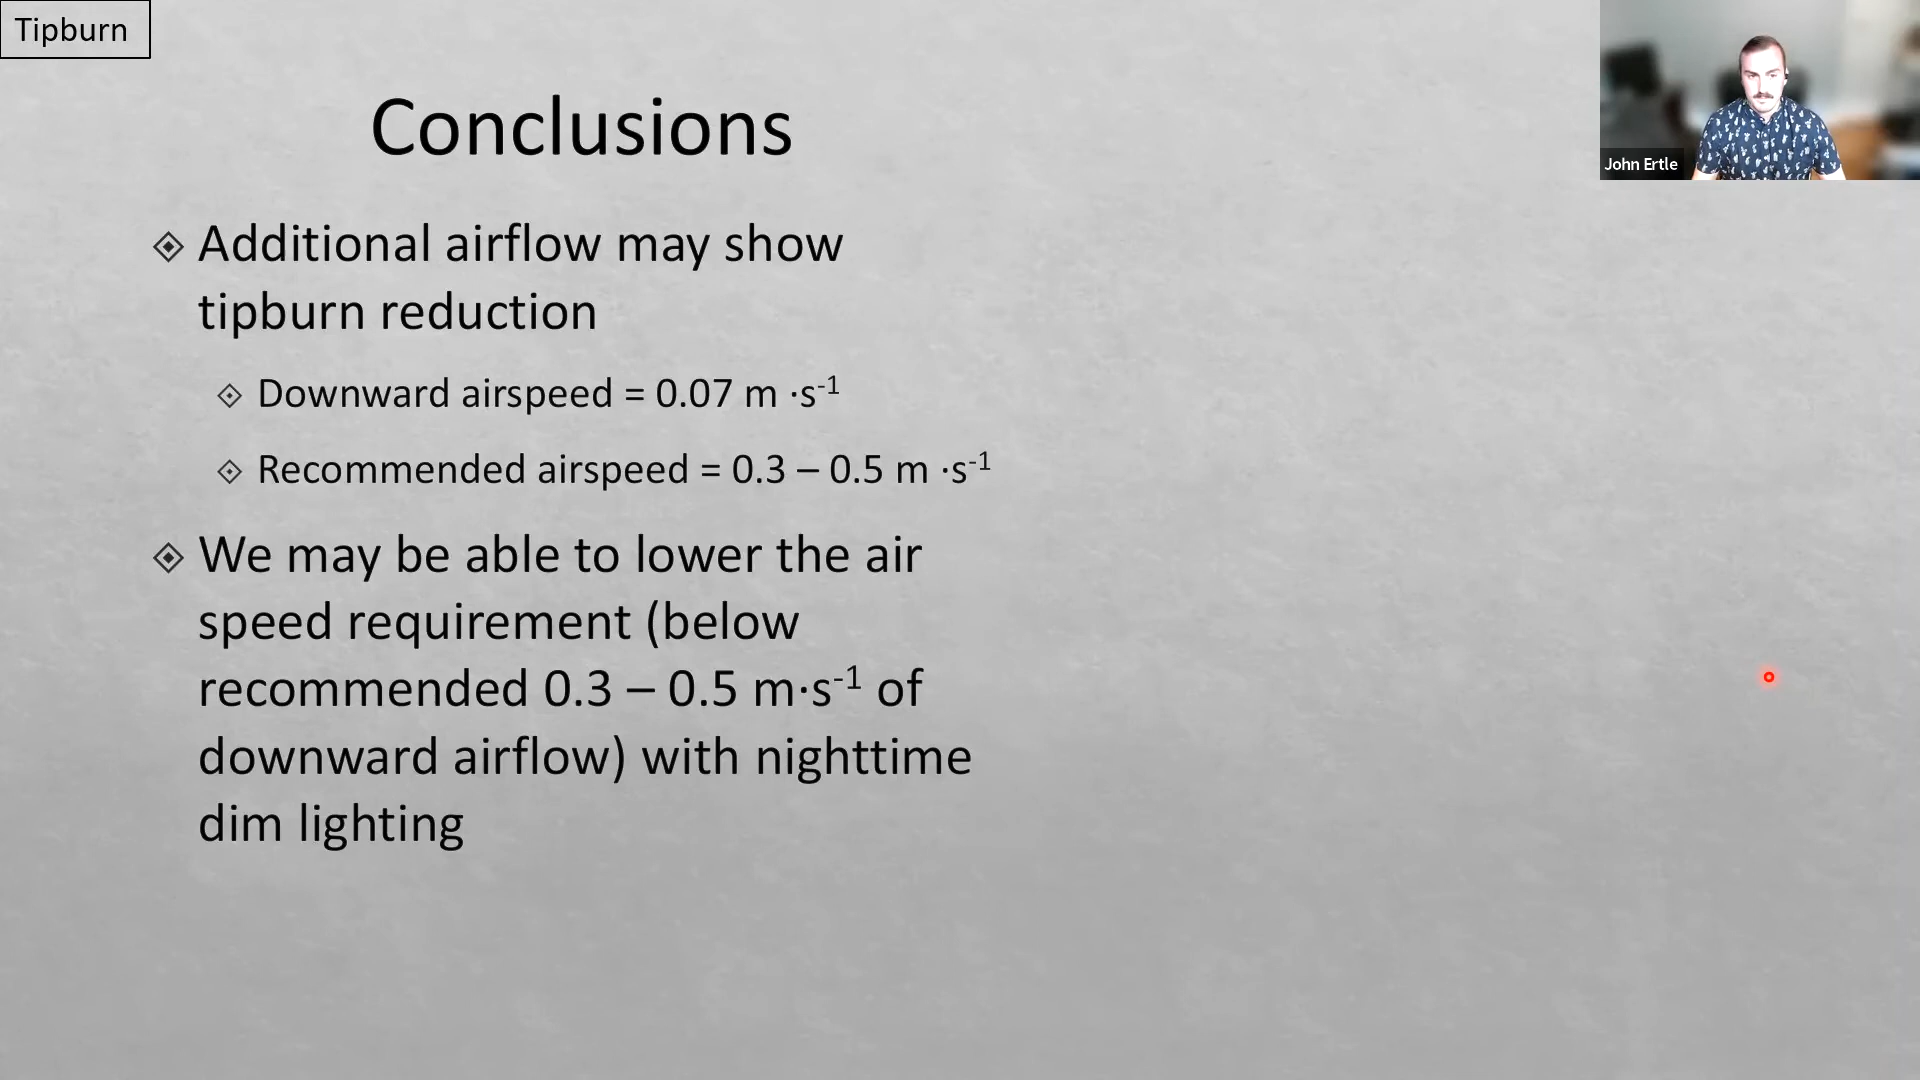 Tipburn
Conclusions
John Ertle
Additional airflow may show
tipburn reduction
Downward airspeed = 0.07 m ·s-1
Recommended airspeed = 0.3 – 0.5 m ·s-1
We may be able to lower the air
speed requirement (below
recommended 0.3 – 0.5 m·s-1 of
downward airflow) with nighttime
dim lighting